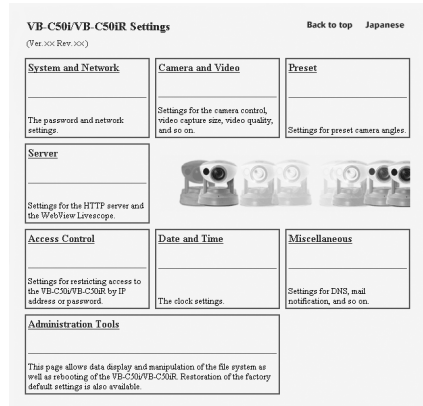 VB-C50i/VB-C50iR Settings
Back to top Japanese
(Ver. ×× Rev. ××)
System and Network
The password and network
settings.
Camera and Video
Settings for the camera control,
video capture size, video quality,
and so on.
Preset
Settings for preset camera angles.
Server
Settings for the HTTP server and
the WebView Livescope.
Access Control
Settings for restricting access to
the VB-C50i/VB-C50iR by IP
address or password.
Date and Time
The clock settings.
Miscellaneous
Settings for DNS, mail
notification, and so on.
Administration Tools
This page allows data display and manipulation of the file system as
well as rebooting of the VB-C50i/VB-C50iR. Restoration of the factory
default settings is also available.